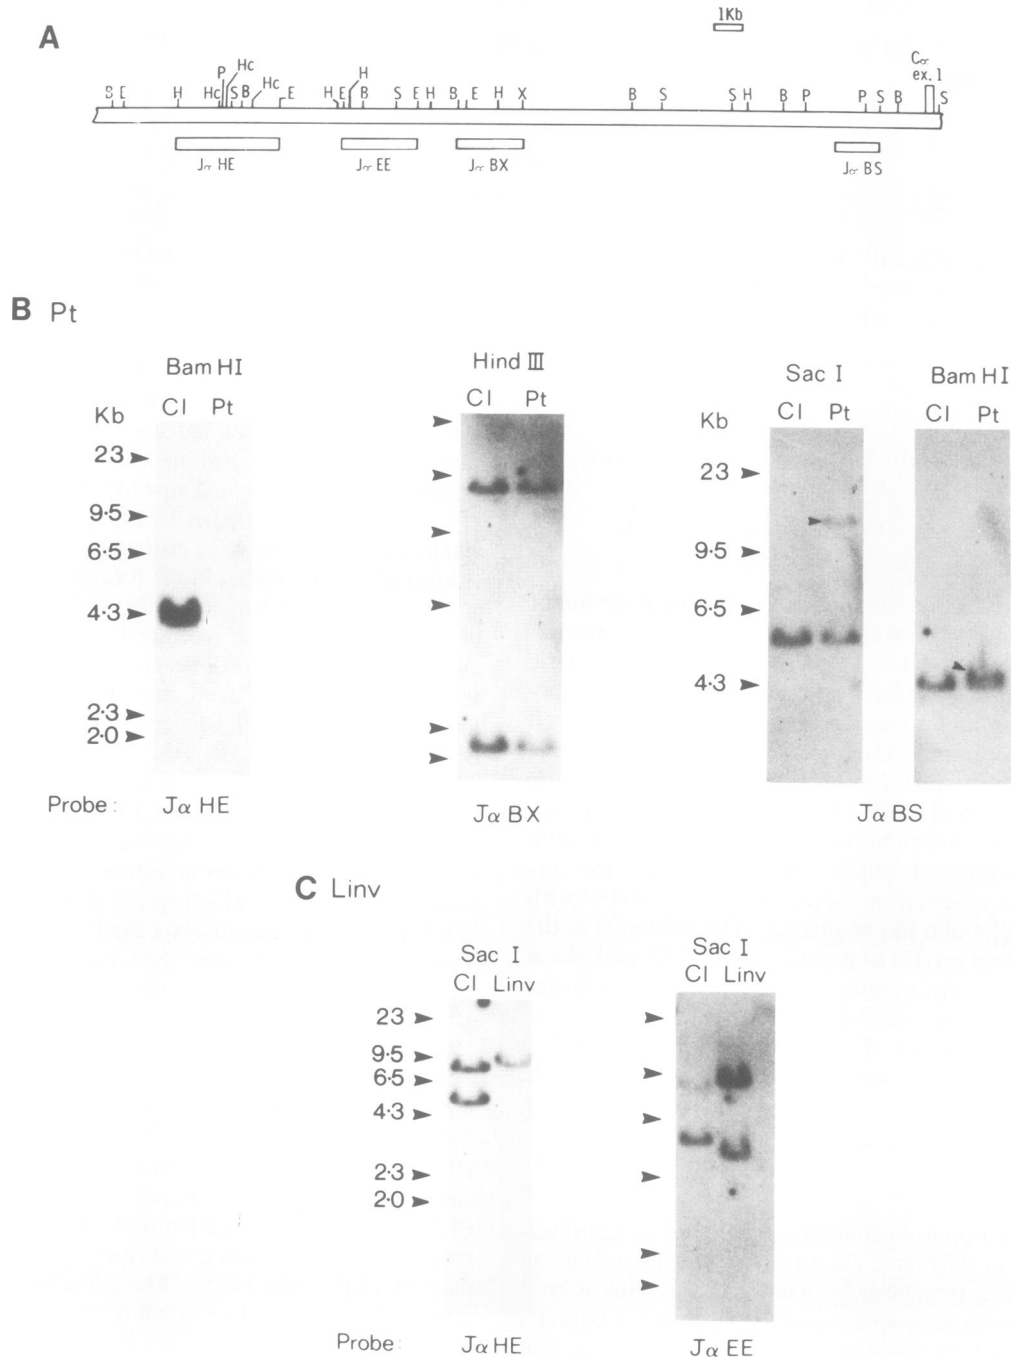 A
1Kb
B E H Hc P Hc S B Hc E H E H B S E H B E H X B S S H B P P S B Cα ex. 1 S
Jα HE Jα EE Jα BX Jα BS
B Pt
Bam HI
Cl Pt
Kb
23
9·5
6·5
4·3
2·3
2·0
Hind III
Cl Pt
Sac I Bam HI
Cl Pt Cl Pt
Kb
23
9·5
6·5
4·3
Probe: Jα HE Jα BX Jα BS
C Linv
Sac I Sac I
Cl Linv Cl Linv
23
9·5
6·5
4·3
2·3
2·0
Probe: Jα HE Jα EE